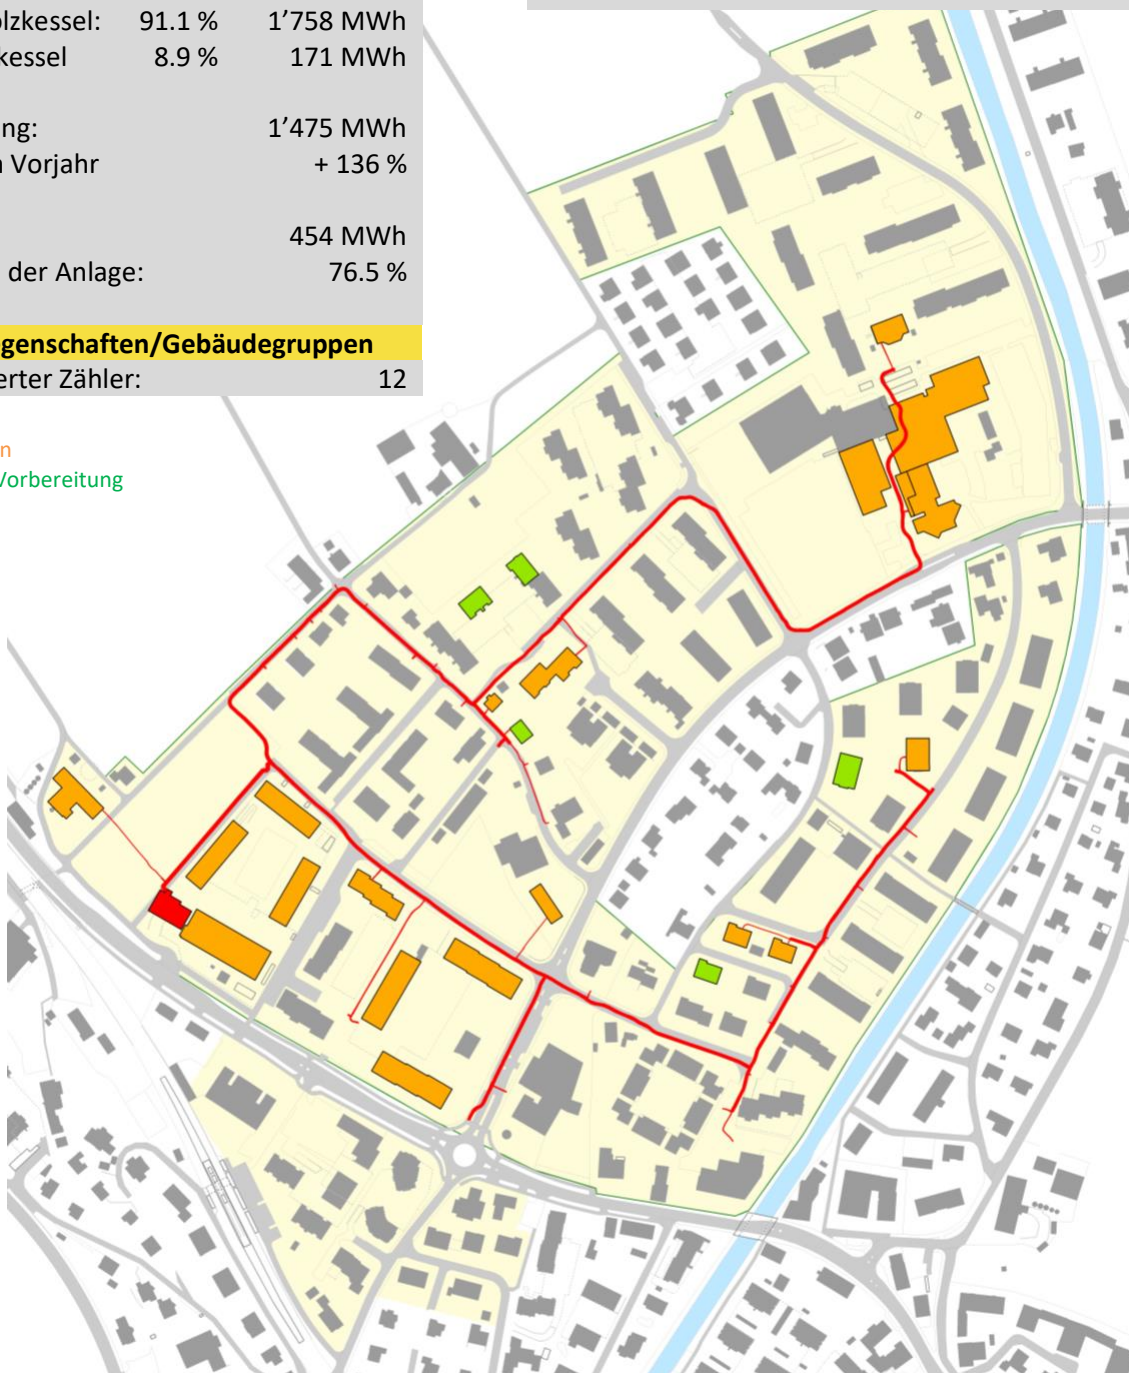 olzkessel: 91.1 % 1’758 MWh
kessel 8.9 % 171 MWh
ng: 1’475 MWh
n Vorjahr + 136 %
454 MWh
der Anlage: 76.5 %
egenschaften/Gebäudegruppen
erter Zähler: 12
n
Vorbereitung